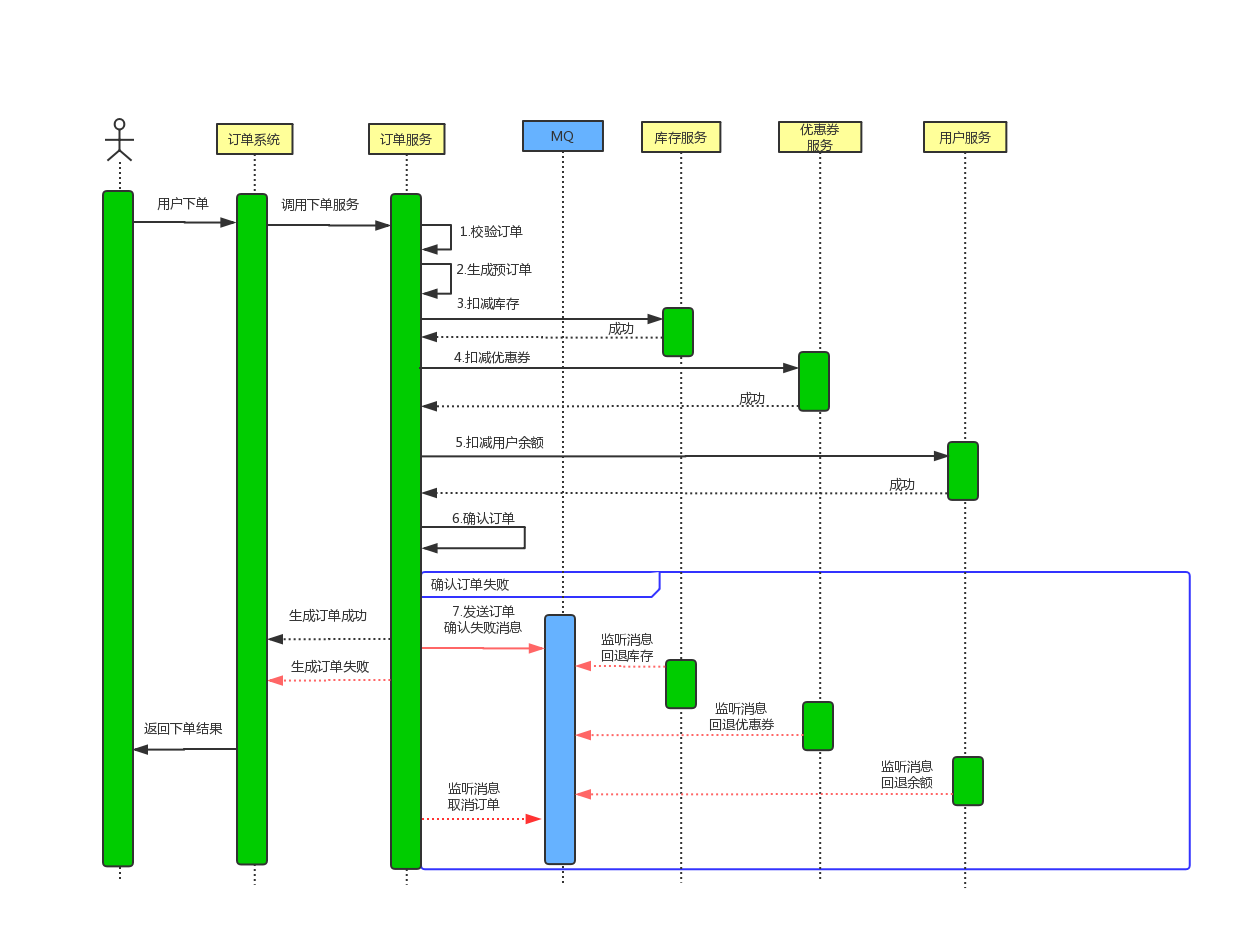 订单系统
订单服务
MQ
库存服务
优惠券
服务
用户服务
用户下单
调用下单服务
1.校验订单
2.生成预订单
3.扣减库存
成功
4.扣减优惠券
成功
5.扣减用户余额
成功
6.确认订单
确认订单失败
7.发送订单
确认失败消息
生成订单成功
监听消息
回退库存
生成订单失败
监听消息
回退优惠券
返回下单结果
监听消息
回退余额
监听消息
取消订单